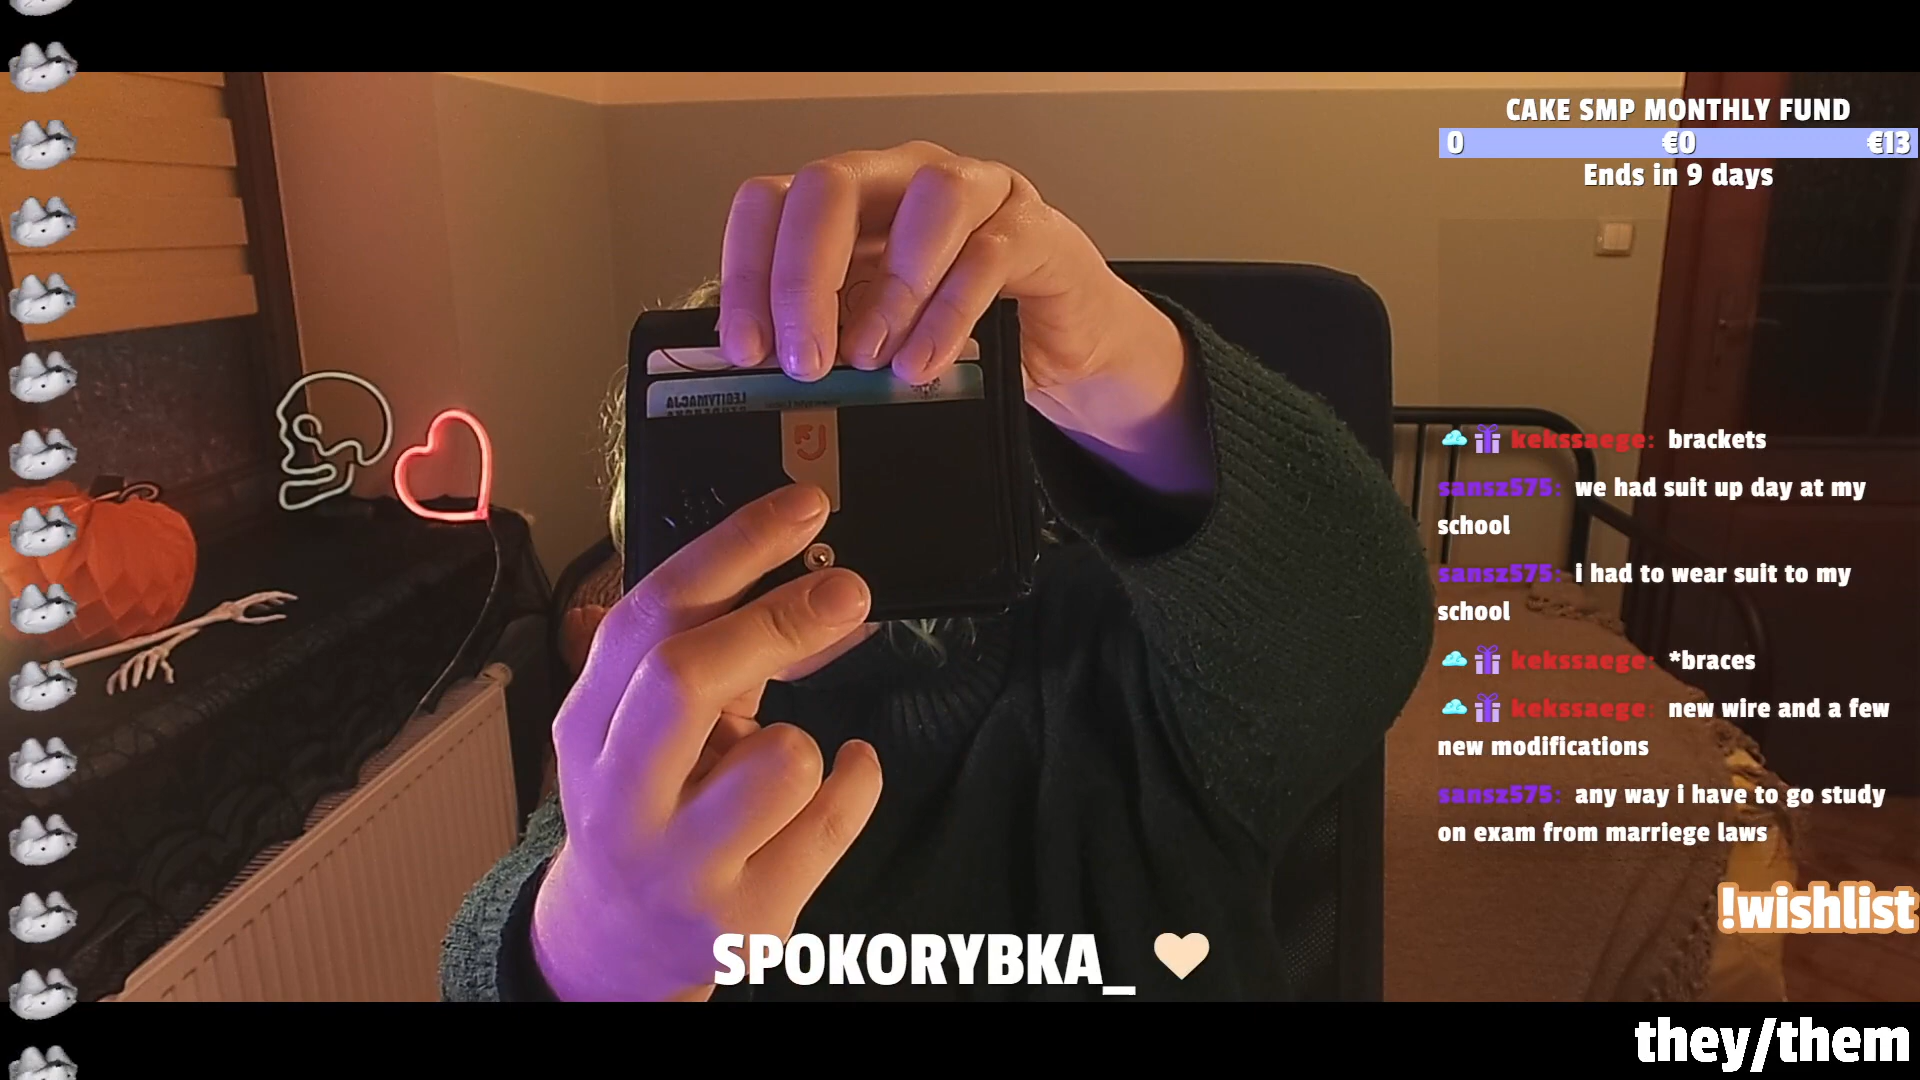 CAKE SMP MONTHLY FUND
0 €0 €13
Ends in 9 days
LEGITYMACJA
kekssaege: brackets
sansz575: we had suit up day at my
school
sansz575: i had to wear suit to my
school
kekssaege: *braces
kekssaege: new wire and a few
new modifications
sansz575: any way i have to go study
on exam from marriege laws
!wishlist
SPOKORYBKA_
they/them